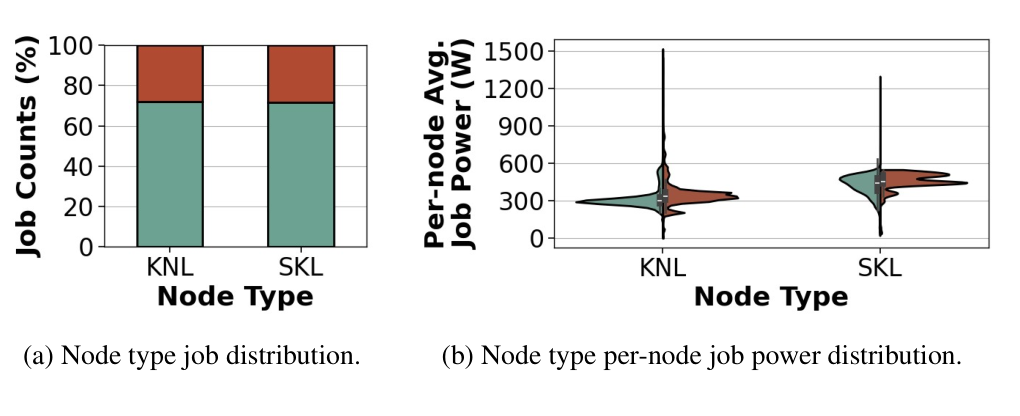 Job Counts (%)
100
80
60
40
20
0
KNL
SKL
Node Type
(a) Node type job distribution.
Per-node Avg.
Job Power (W)
1500
1200
900
600
300
0
KNL
SKL
Node Type
(b) Node type per-node job power distribution.